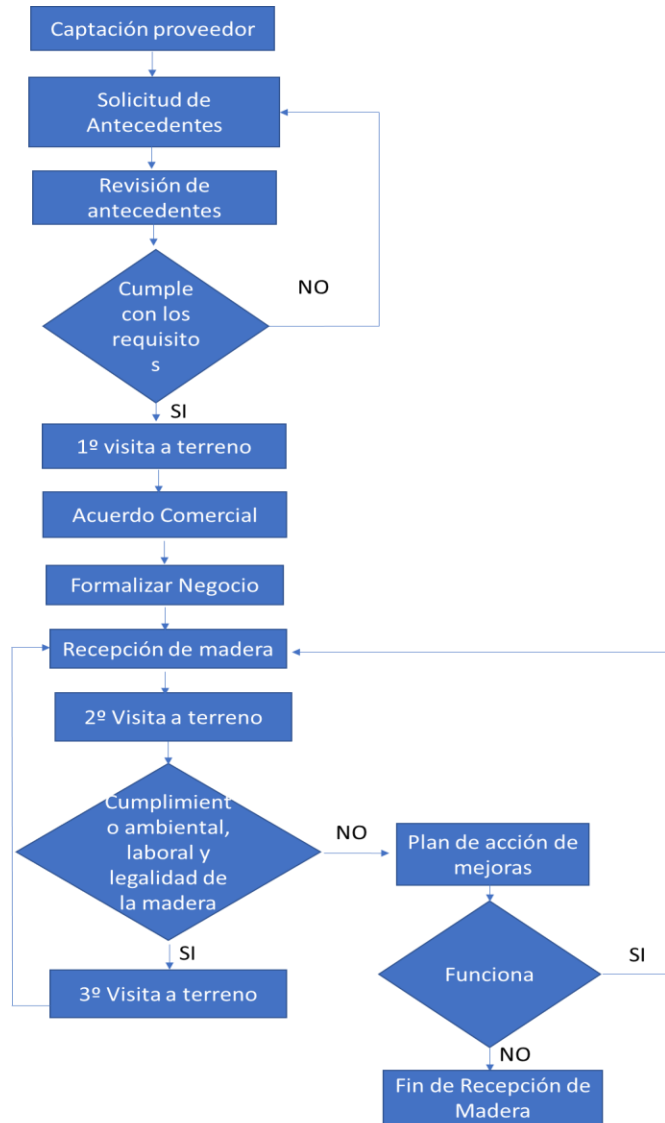 Captación proveedor
Solicitud de
Antecedentes
Revisión de
antecedentes
Cumple
con los
requisito
s
NO
SI
1º visita a terreno
Acuerdo Comercial
Formalizar Negocio
Recepción de madera
2º Visita a terreno
Cumplimient
o ambiental,
laboral y
legalidad de
la madera
NO
Plan de acción de
mejoras
SI
3º Visita a terreno
Funciona
SI
NO
Fin de Recepción de
Madera